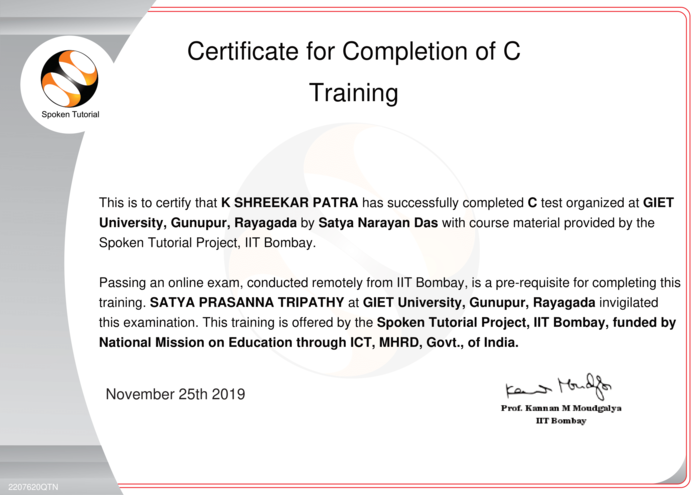 Certificate for Completion of C
Training
Spoken Tutorial
This is to certify that K SHREEKAR PATRA has successfully completed C test organized at GIET
University, Gunupur, Rayagada by Satya Narayan Das with course material provided by the
Spoken Tutorial Project, IIT Bombay.
Passing an online exam, conducted remotely from IIT Bombay, is a pre-requisite for completing this
training. SATYA PRASANNA TRIPATHY at GIET University, Gunupur, Rayagada invigilated
this examination. This training is offered by the Spoken Tutorial Project, IIT Bombay, funded by
National Mission on Education through ICT, MHRD, Govt., of India.
November 25th 2019
Prof. Kannan M Moudgalya
IIT Bombay
2207620QTN